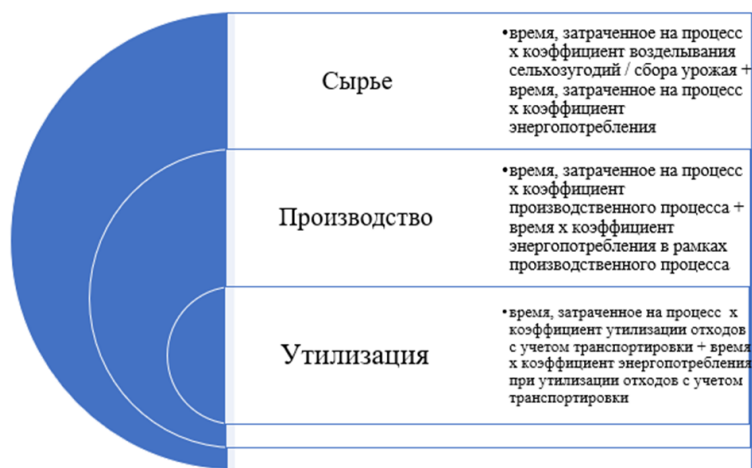 Сырье
•время, затраченное на процесс
х коэффициент возделывания
сельхозугодий / сбора урожая +
время, затраченное на процесс
х коэффициент
энергопотребления
Производство
•время, затраченное на процесс
х коэффициент
производственного процесса +
время х коэффициент
энергопотребления в рамках
производственного процесса
Утилизация
•время, затраченное на процесс х
коэффициент утилизации отходов
с учетом транспортировки + время
х коэффициент энергопотребления
при утилизации отходов с учетом
транспортировки